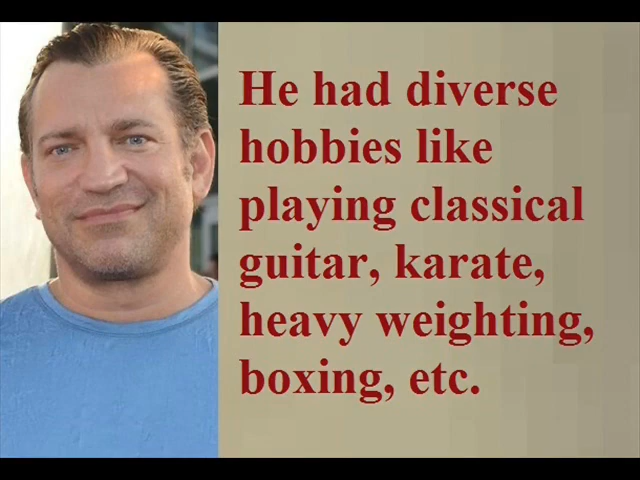 He had diverse
hobbies like
playing classical
guitar, karate,
heavy weighting,
boxing, etc.